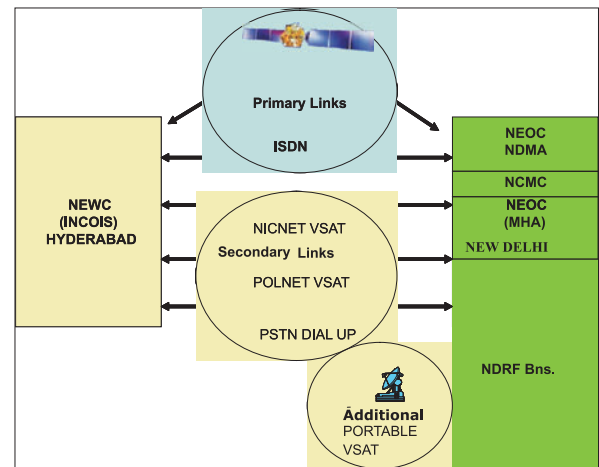 Primary Links
ISDN
NEWC
(INCOIS)
HYDERABAD
NEOC
NDMA
NCMC
NEOC
(MHA)
NEW DELHI
NICNET VSAT
Secondary Links
POLNET VSAT
PSTN DIAL UP
NDRF Bns.
Additional
PORTABLE
VSAT